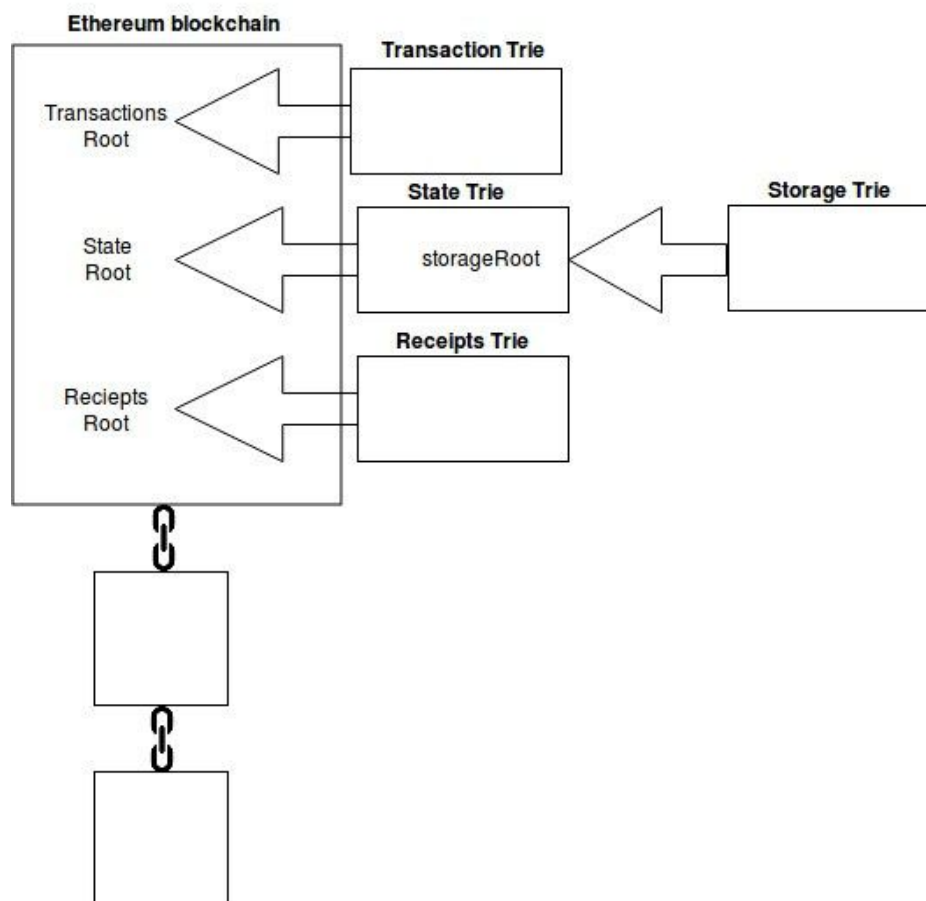 Ethereum blockchain
Transaction Trie
Transactions
Root
State Trie
Storage Trie
State
Root
storageRoot
Receipts Trie
Reciepts
Root